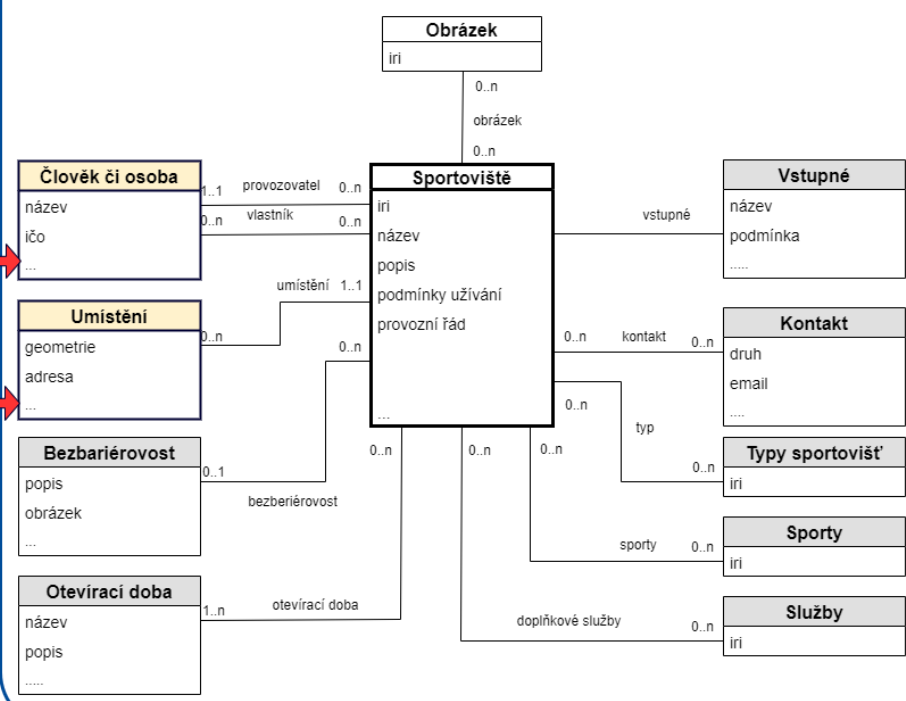 Obrázek
iri
0..n
obrázek
0..n
Člověk či osoba
název
ičo
...
1..1 provozovatel 0..n
0..n vlastník 0..n
Sportoviště
iri
název
popis
podmínky užívání
provozní řád
...
vstupné
Vstupné
název
podmínka
.....
Umístění
geometrie
adresa
...
umístění 1..1
0..n
0..n kontakt 0..n
Kontakt
druh
email
....
Bezbariérovost
popis
obrázek
...
0..n
0..1
bezberiérovost
0..n
typ
0..n
Typy sportovišť
iri
0..n
0..n
0..n
sporty 0..n
Sporty
iri
Otevírací doba
název
popis
.....
1..n otevírací doba
doplňkové služby 0..n
Služby
iri